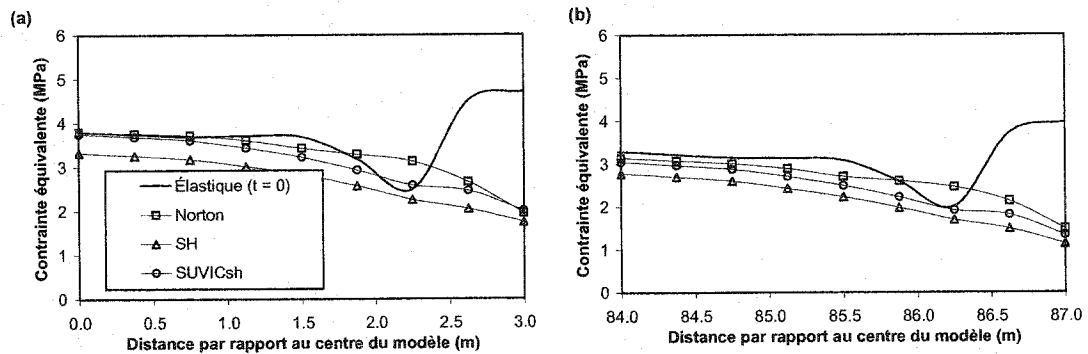 (a)
Contrainte équivalente (MPa)
6
5
4
3
2
1
0
Élastique (t = 0)
Norton
SH
SUVICsh
0.0 0.5 1.0 1.5 2.0 2.5 3.0
Distance par rapport au centre du modèle (m)
(b)
Contrainte équivalente (MPa)
6
5
4
3
2
1
0
84.0 84.5 85.0 85.5 86.0 86.5 87.0
Distance par rapport au centre du modèle (m)